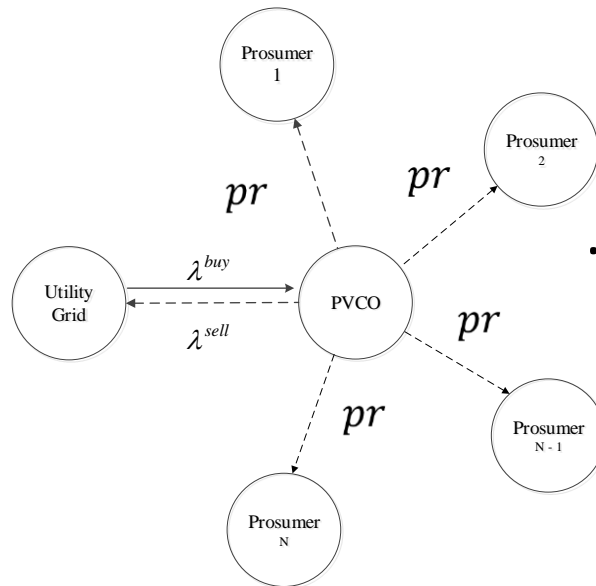 Prosumer
1
Prosumer
2
pr
pr
λ^buy
Utility
Grid
PVCO
λ^sell
pr
pr
Prosumer
N - 1
Prosumer
N